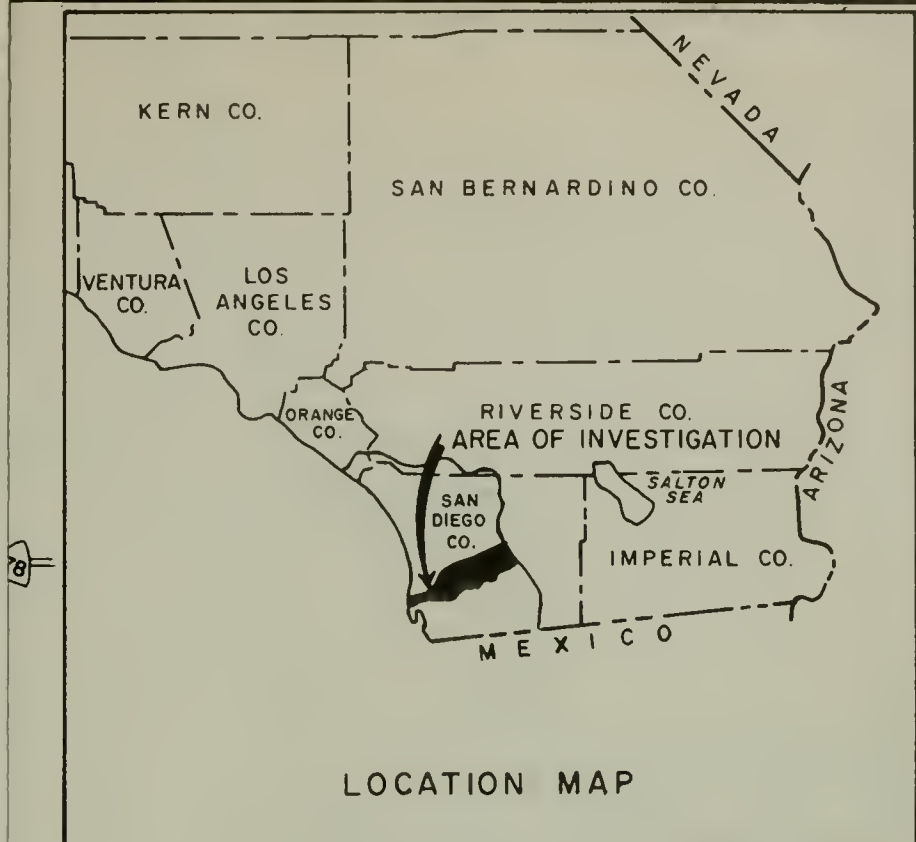 NEVADA
KERN CO.
SAN BERNARDINO CO.
VENTURA
CO.
LOS
ANGELES
CO.
ORANGE
CO.
RIVERSIDE CO.
AREA OF INVESTIGATION
ARIZONA
SALTON
SEA
SAN
DIEGO
CO.
IMPERIAL CO.
MEXICO
LOCATION MAP